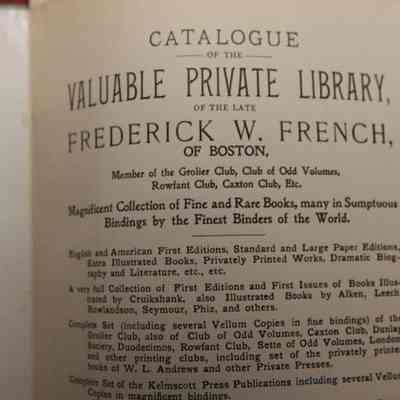 CATALOGUE
OF THE
VALUABLE PRIVATE LIBRARY,
OF THE LATE
FREDERICK W. FRENCH,
OF BOSTON,
Member of the Grolier Club, Club of Odd Volumes,
Rowfant Club, Caxton Club, Etc.
Magnificent Collection of Fine and Rare Books, many in Sumptuous
Bindings by the Finest Binders of the World.
English and American First Editions, Standard and Large Paper Editions,
Extra Illustrated Books, Privately Printed Works, Dramatic Biog-
raphy and Literature, etc., etc.
A very full Collection of First Editions and First Issues of Books Illus-
trated by Cruikshank, also Illustrated Books by Alken, Leech
Rowlandson, Seymour, Phiz, and others.
Complete Set (including several Vellum Copies in fine bindings) of the
Grolier Club, also of Club of Odd Volumes, Caxton Club, Dunlap
Society, Duodecimos, Rowfant Club, Sette of Odd Volumes, London
and other printing clubs, including set of the privately printed
books of W. L. Andrews and other Private Presses.
Complete Set of the Kelmscott Press Publications including several Vellum
Copies in magnificent bindings.